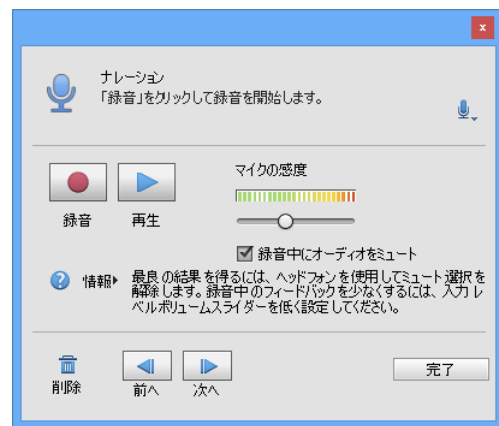 x
ナレーション
「録音」をクリックして録音を開始します。
マイクの感度
録音
再生
録音中にオーディオをミュート
情報
最良の結果を得るには、ヘッドフォンを使用してミュート選択を
解除します。録音中のフィードバックを少なくするには、入力レ
ベルボリュームスライダーを低く設定してください。
削除
前へ
次へ
完了